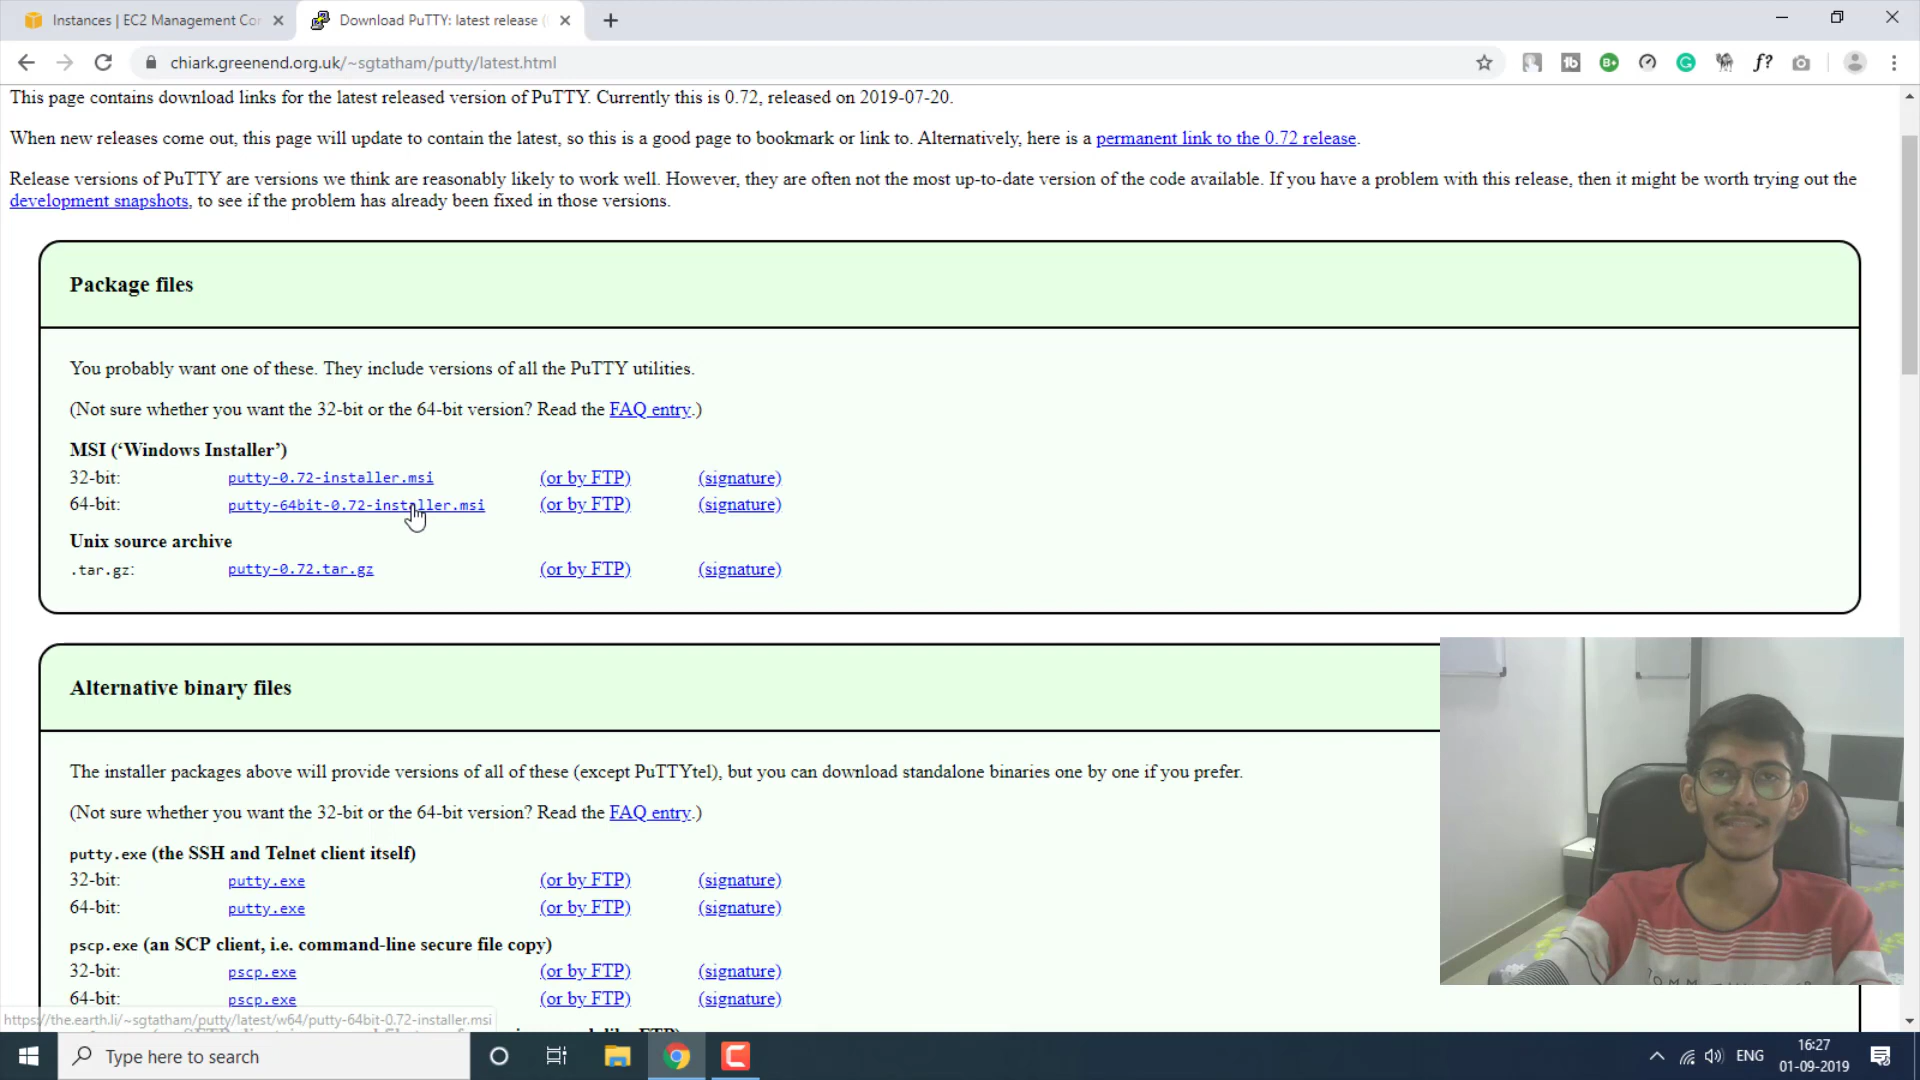 Instances | EC2 Management Co
Download PuTTY: latest release (
chiark.greenend.org.uk/~sgtatham/putty/latest.html
This page contains download links for the latest released version of PuTTY. Currently this is 0.72, released on 2019-07-20.
When new releases come out, this page will update to contain the latest, so this is a good page to bookmark or link to. Alternatively, here is a permanent link to the 0.72 release.
Release versions of PuTTY are versions we think are reasonably likely to work well. However, they are often not the most up-to-date version of the code available. If you have a problem with this release, then it might be worth trying out the
development snapshots, to see if the problem has already been fixed in those versions.
Package files
You probably want one of these. They include versions of all the PuTTY utilities.
(Not sure whether you want the 32-bit or the 64-bit version? Read the FAQ entry.)
MSI (‘Windows Installer’)
32-bit: putty-0.72-installer.msi (or by FTP) (signature)
64-bit: putty-64bit-0.72-installer.msi (or by FTP) (signature)
Unix source archive
.tar.gz: putty-0.72.tar.gz (or by FTP) (signature)
Alternative binary files
The installer packages above will provide versions of all of these (except PuTTYtel), but you can download standalone binaries one by one if you prefer.
(Not sure whether you want the 32-bit or the 64-bit version? Read the FAQ entry.)
putty.exe (the SSH and Telnet client itself)
32-bit: putty.exe (or by FTP) (signature)
64-bit: putty.exe (or by FTP) (signature)
pscp.exe (an SCP client, i.e. command-line secure file copy)
32-bit: pscp.exe (or by FTP) (signature)
64-bit: pscp.exe (or by FTP) (signature)
https://the.earth.li/~sgtatham/putty/latest/w64/putty-64bit-0.72-installer.msi
Type here to search
ENG
16:27
01-09-2019